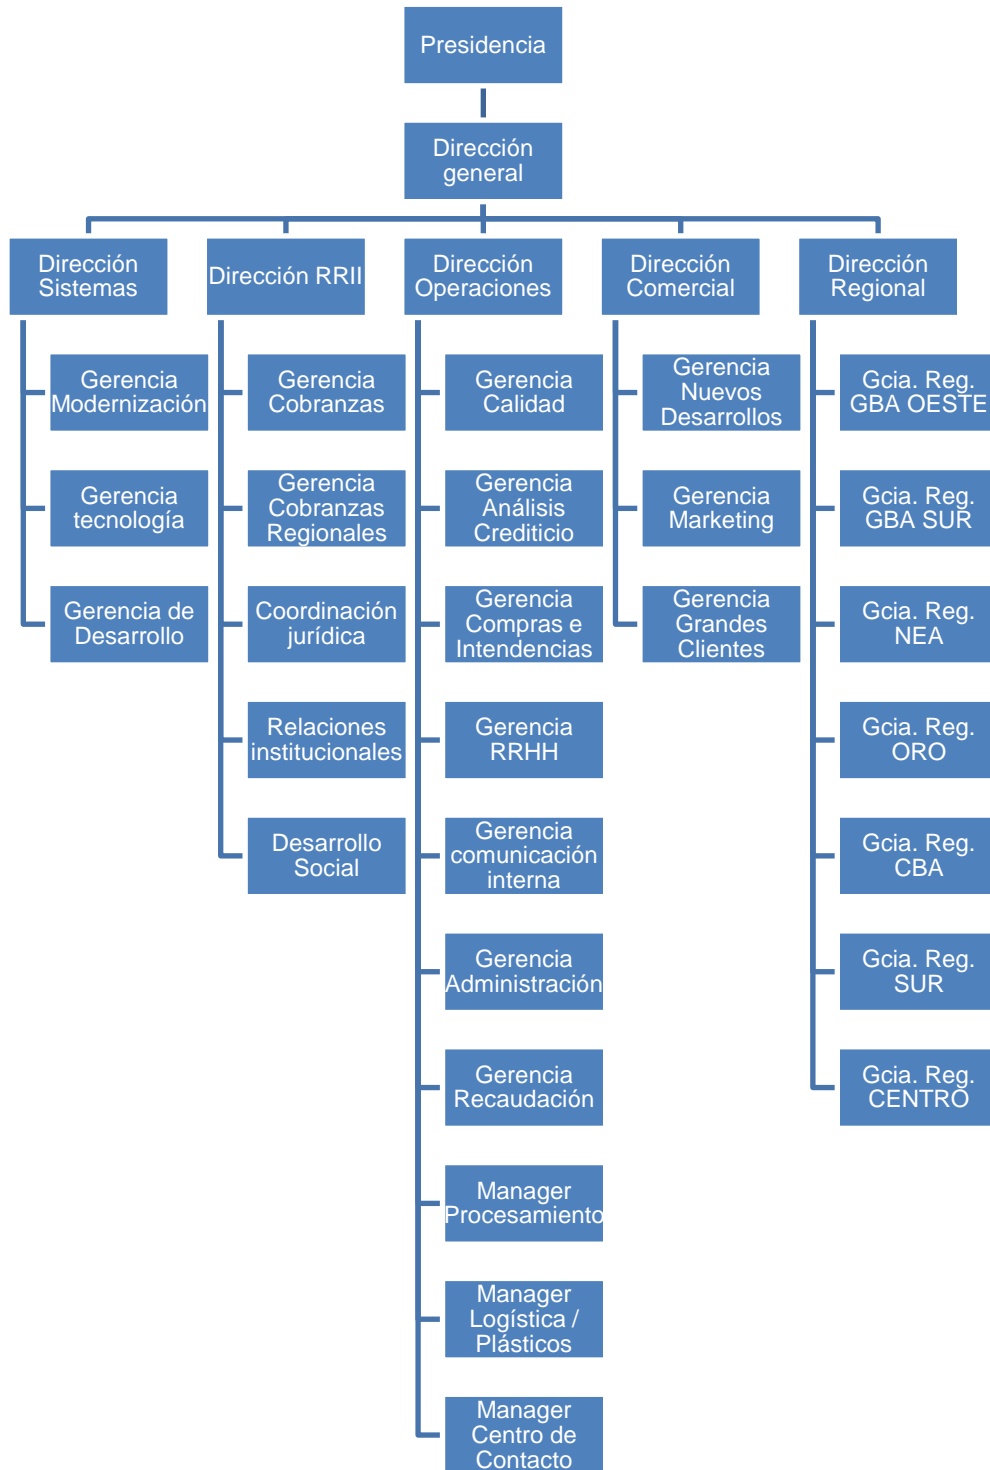 Presidencia
Dirección
general
Dirección
Sistemas
Dirección RRII
Dirección
Operaciones
Dirección
Comercial
Dirección
Regional
Gerencia
Modernización
Gerencia
tecnología
Gerencia de
Desarrollo
Gerencia
Cobranzas
Gerencia
Cobranzas
Regionales
Coordinación
jurídica
Relaciones
institucionales
Desarrollo
Social
Gerencia
Calidad
Gerencia
Análisis
Crediticio
Gerencia
Compras e
Intendencias
Gerencia
RRHH
Gerencia
comunicación
interna
Gerencia
Administración
Gerencia
Recaudación
Manager
Procesamiento
Manager
Logística /
Plásticos
Manager
Centro de
Contacto
Gerencia
Nuevos
Desarrollos
Gerencia
Marketing
Gerencia
Grandes
Clientes
Gcia. Reg.
GBA OESTE
Gcia. Reg.
GBA SUR
Gcia. Reg.
NEA
Gcia. Reg.
ORO
Gcia. Reg.
CBA
Gcia. Reg.
SUR
Gcia. Reg.
CENTRO